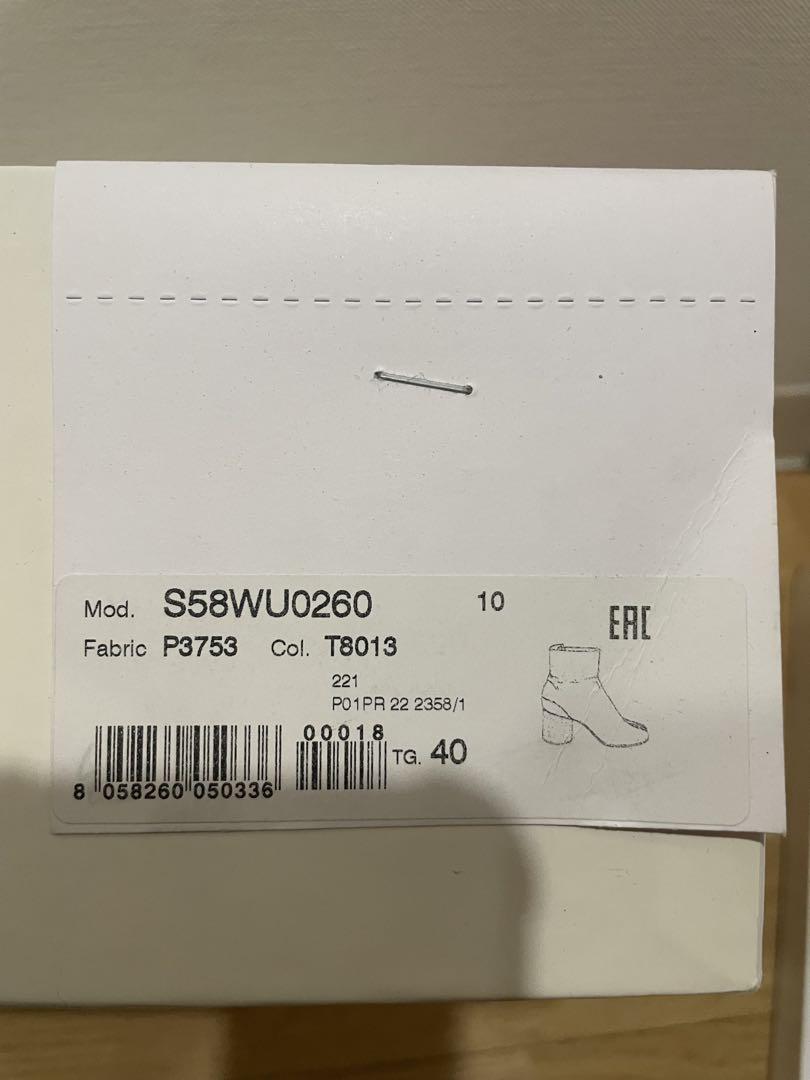 Mod. S58WU0260 10
EAC
Fabric P3753 Col. T8013
221
P01PR 22 2358/1
00018
TG. 40
8 058260 050336